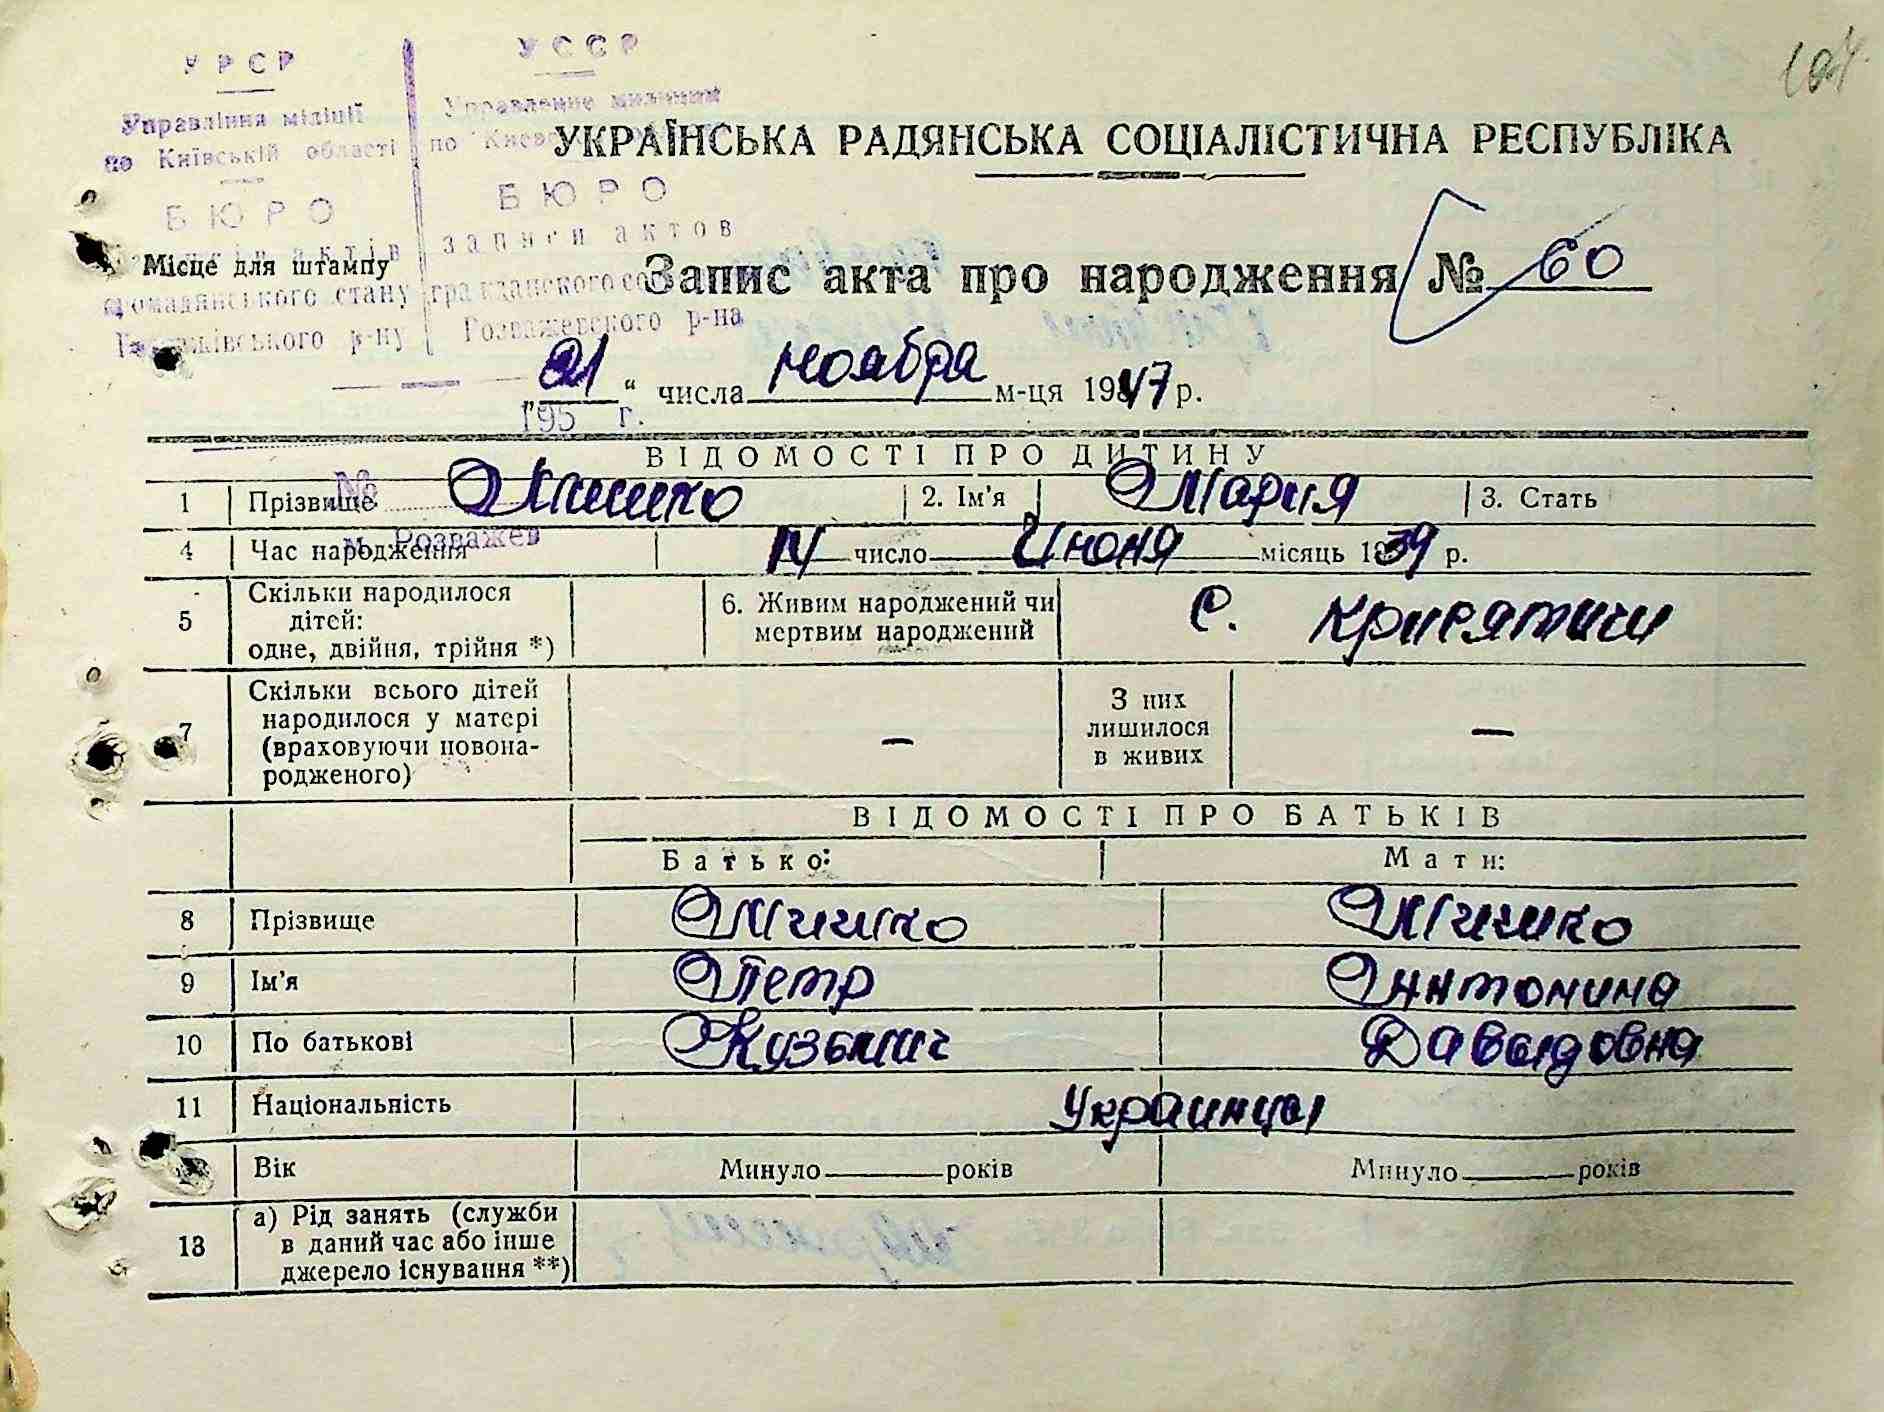 104
УРСР
Управління міліції
по Київській області
БЮРО
громадянського стану
УССР
Управление милиции
БЮРО
записи актов
гражданского
Розважевского р-на
195 г.
№
м. Розважев
УКРАЇНСЬКА РАДЯНСЬКА СОЦІАЛІСТИЧНА РЕСПУБЛІКА
Місце для штампу
Запис акта про народження № 60
„21“ числа ноября м-ця 1947 р.
ВІДОМОСТІ ПРО ДИТИНУ
1 Прізвище Мишко 2. Ім’я Мария 3. Стать
4 Час народження 14 число Июня місяць 1939 р.
5 Скільки народилося дітей: одне, двійня, трійня *) 6. Живим народжений чи мертвим народжений с.
7 Скільки всього дітей народилося у матері (враховуючи новона-родженого) — З них лишилося в живих —
ВІДОМОСТІ ПРО БАТЬКІВ
Батько: Мати:
8 Прізвище Мишко Мишко
9 Ім’я Петр Антонина
10 По батькові Кузьмич Давыдовна
11 Національність Украинцы
Вік Минуло ___ років Минуло ___ років
13 а) Рід занять (служби в даний час або інше джерело існування **)